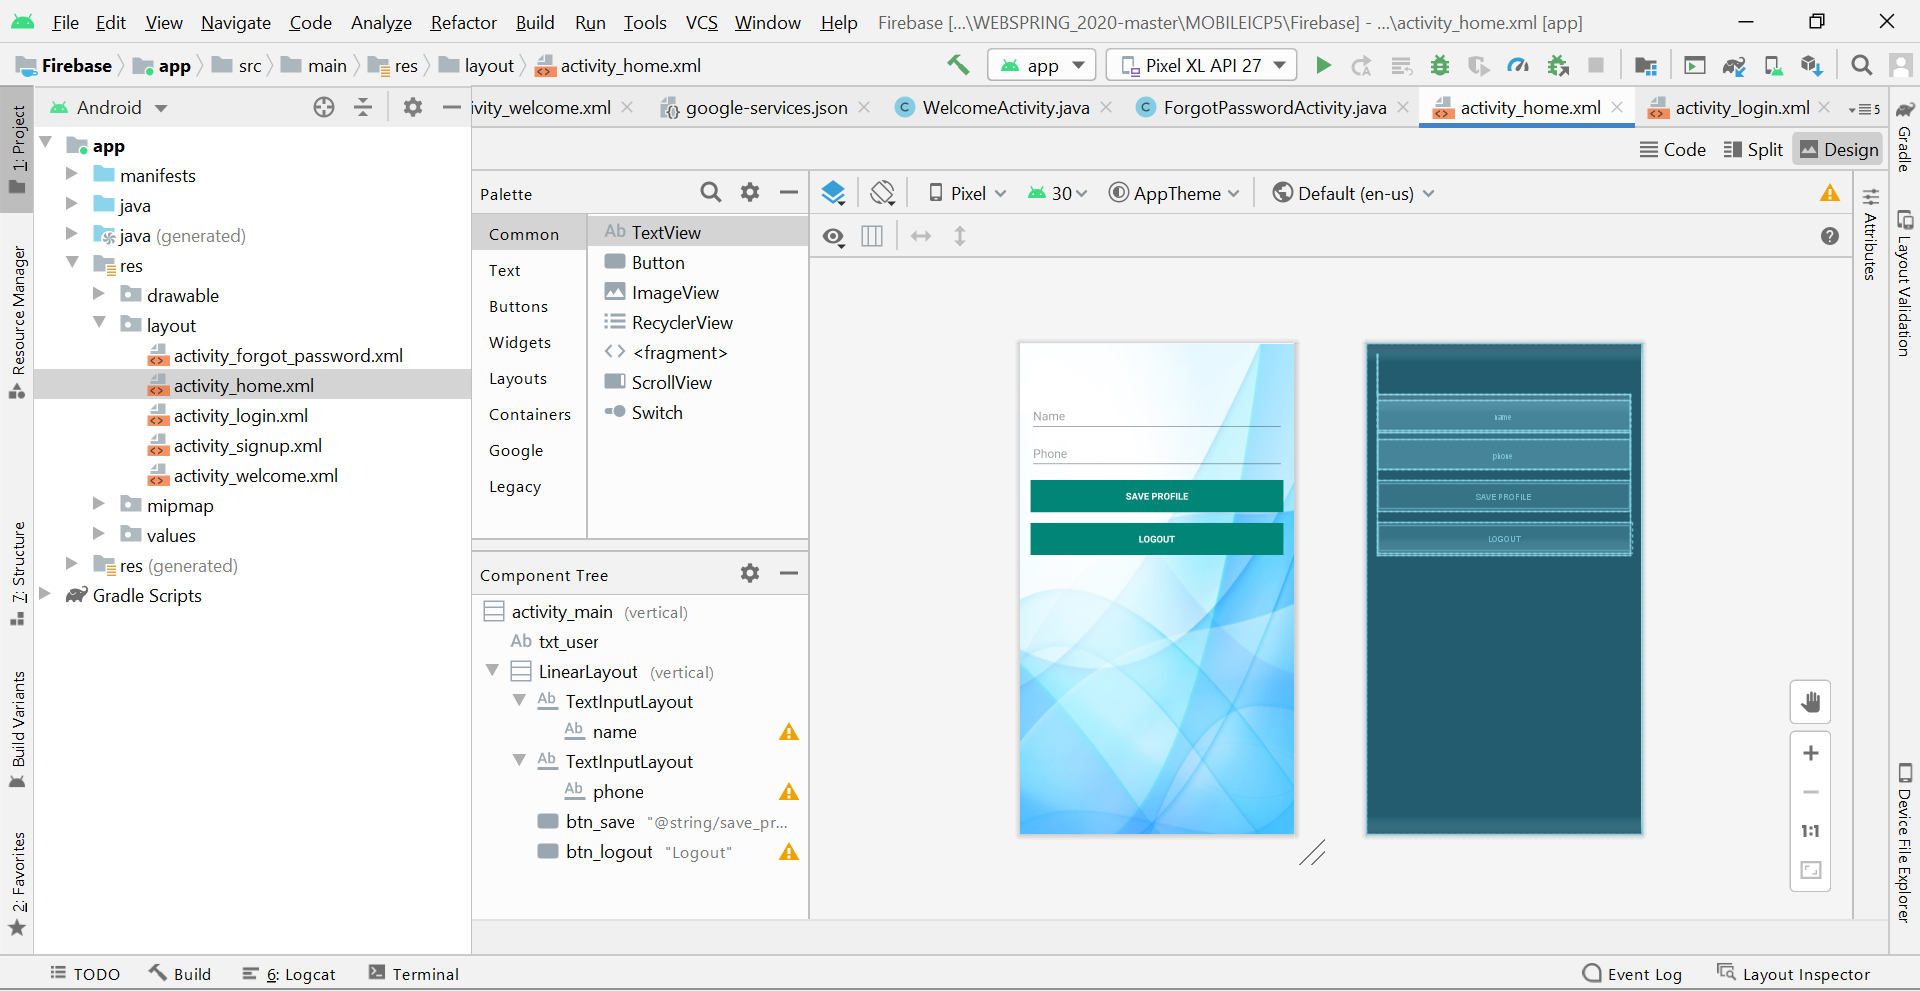 File Edit View Navigate Code Analyze Refactor Build Run Tools VCS Window Help Firebase [...\WEBSPRING_2020-master\MOBILEICP5\Firebase] - ...\activity_home.xml [app]
Firebase app src main res layout activity_home.xml app Pixel XL API 27
Android
ivity_welcome.xml google-services.json WelcomeActivity.java ForgotPasswordActivity.java activity_home.xml activity_login.xml 5
Code Split Design
1: Project
Resource Manager
7: Structure
Build Variants
2: Favorites
app
manifests
java
java (generated)
res
drawable
layout
activity_forgot_password.xml
activity_home.xml
activity_login.xml
activity_signup.xml
activity_welcome.xml
mipmap
values
res (generated)
Gradle Scripts
Palette
Common
Text
Buttons
Widgets
Layouts
Containers
Google
Legacy
Ab TextView
Button
ImageView
RecyclerView
<> <fragment>
ScrollView
Switch
Component Tree
activity_main (vertical)
Ab txt_user
LinearLayout (vertical)
Ab TextInputLayout
Ab name
Ab TextInputLayout
Ab phone
btn_save "@string/save_pr...
btn_logout "Logout"
Pixel 30 AppTheme Default (en-us)
Name
Phone
SAVE PROFILE
LOGOUT
name
phone
SAVE PROFILE
LOGOUT
1:1
Attributes
Gradle
Layout Validation
Device File Explorer
TODO Build 6: Logcat Terminal Event Log Layout Inspector